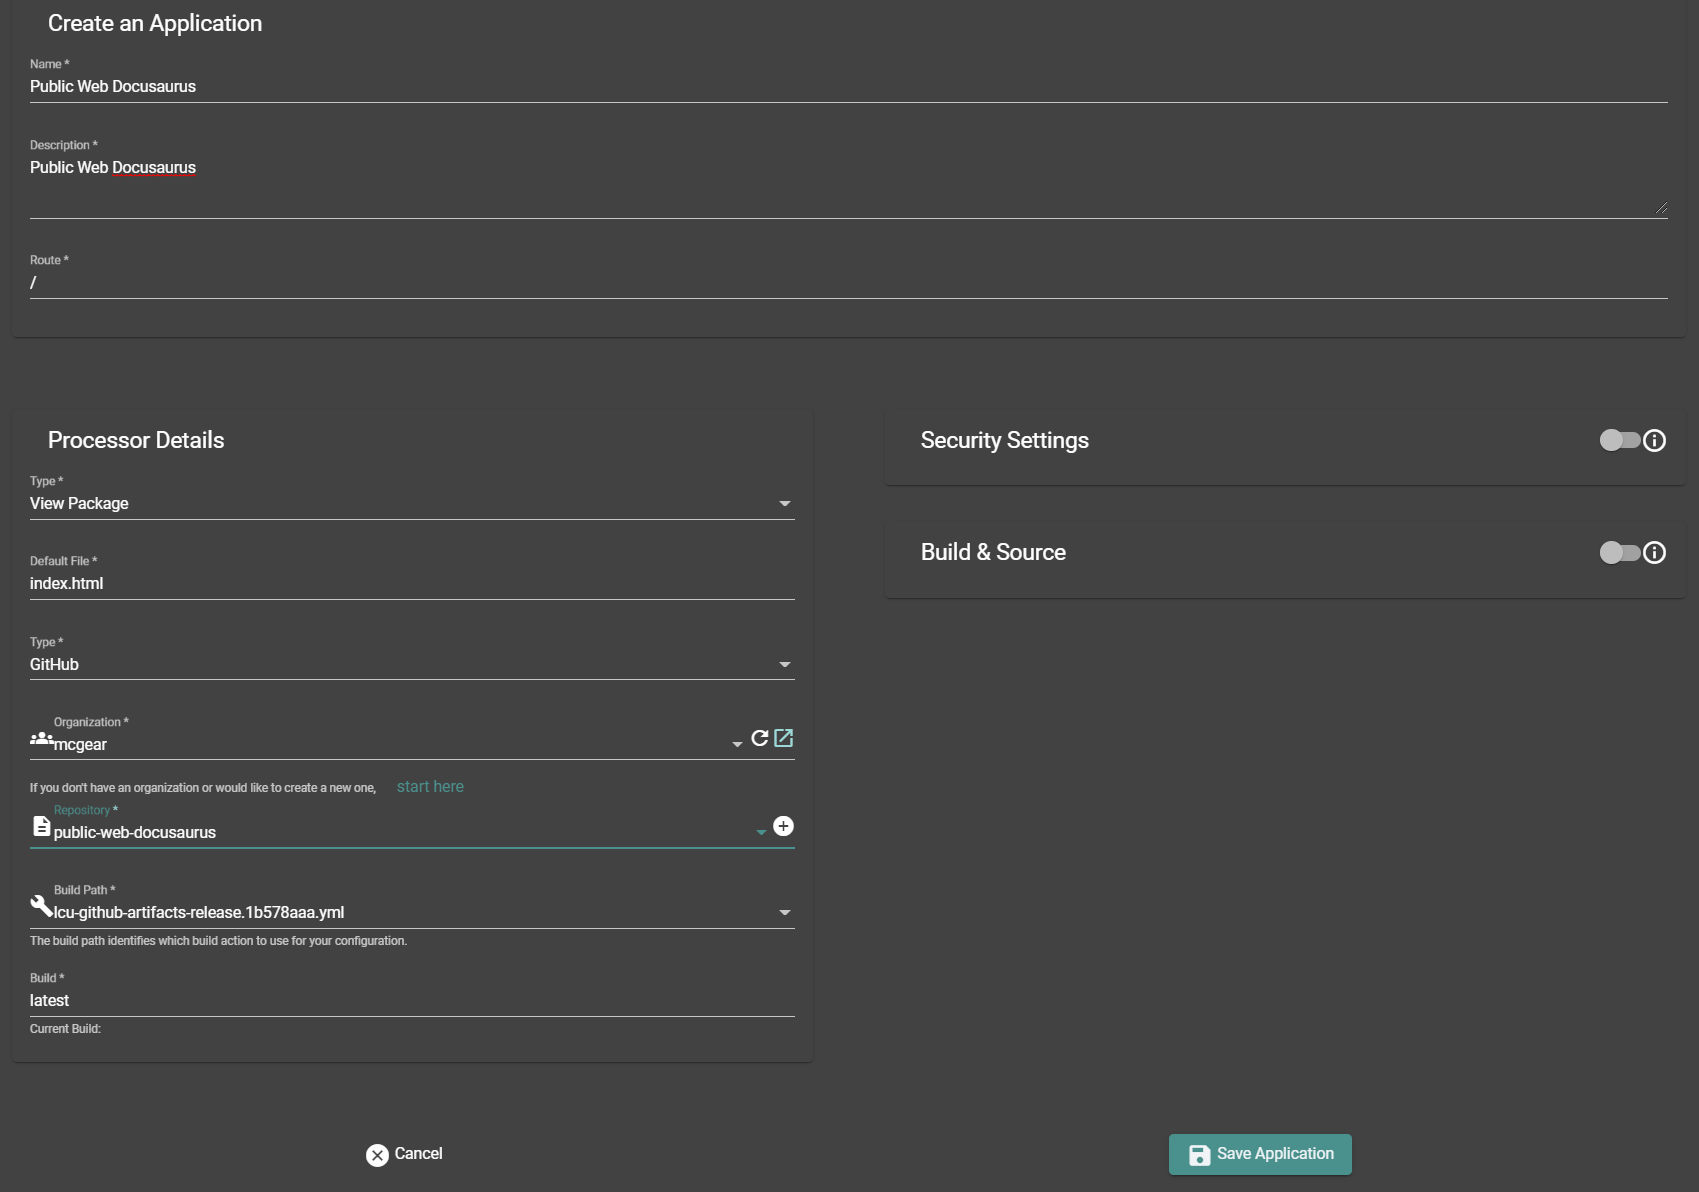 Create an Application
Name *
Public Web Docusaurus
Description *
Public Web Docusaurus
Route *
/
Processor Details
Type *
View Package
Default File *
index.html
Type *
GitHub
Organization *
mcgear
If you don't have an organization or would like to create a new one, start here
Repository *
public-web-docusaurus
Build Path *
lcu-github-artifacts-release.1b578aaa.yml
The build path identifies which build action to use for your configuration.
Build *
latest
Current Build:
Security Settings
Build & Source
Cancel
Save Application